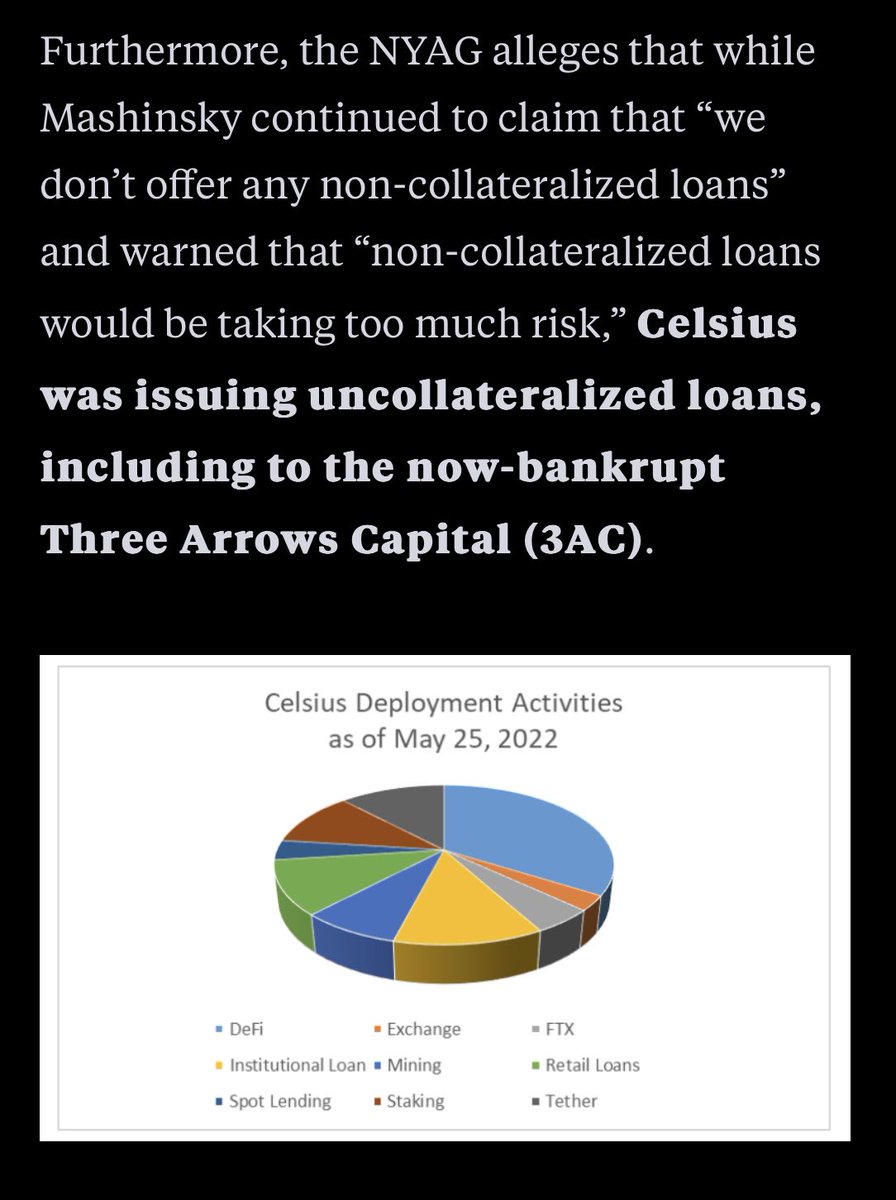 Furthermore, the NYAG alleges that while
Mashinsky continued to claim that “we
don’t offer any non-collateralized loans”
and warned that “non-collateralized loans
would be taking too much risk,” Celsius
was issuing uncollateralized loans,
including to the now-bankrupt
Three Arrows Capital (3AC).
Celsius Deployment Activities
as of May 25, 2022
DeFi Exchange FTX
Institutional Loan Mining Retail Loans
Spot Lending Staking Tether